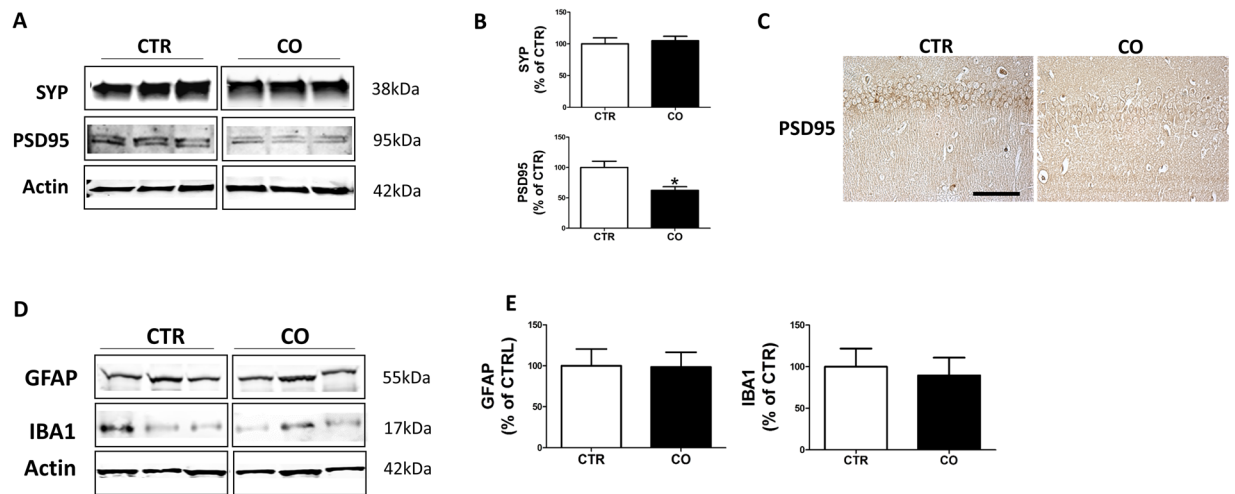 A
CTR CO
SYP 38kDa
PSD95 95kDa
Actin 42kDa
B
SYP
(% of CTR)
150
100
50
0
CTR CO
PSD95
(% of CTR)
150
100
50
0
*
CTR CO
C
CTR CO
PSD95
D
CTR CO
GFAP 55kDa
IBA1 17kDa
Actin 42kDa
E
GFAP
(% of CTRL)
150
100
50
0
CTR CO
IBA1
(% of CTR)
150
100
50
0
CTR CO